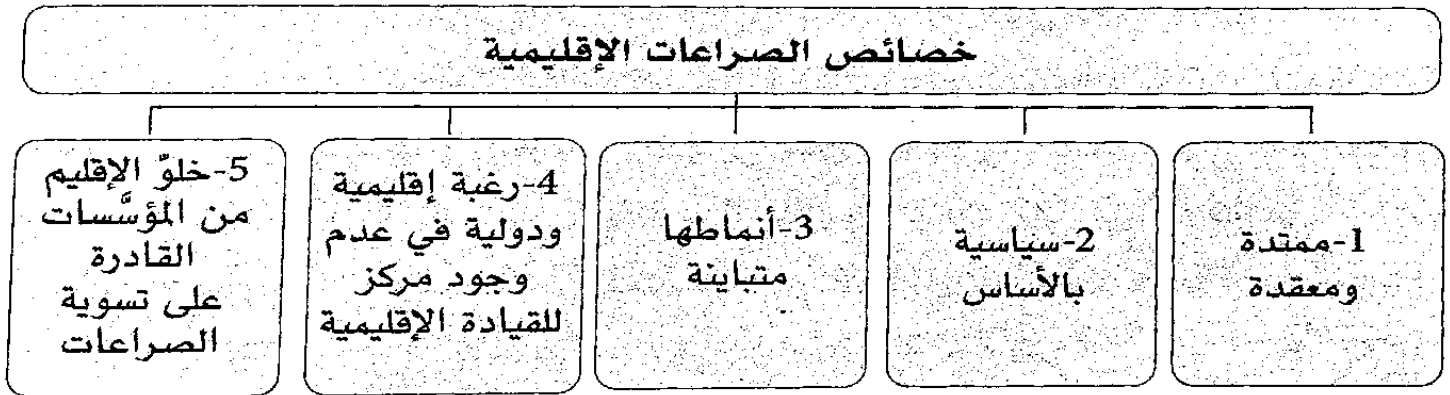 خصائص الصراعات الإقليمية
1-ممتدة
ومعقدة
2-سياسية
بالأساس
3-أنماطها
متباينة
4-رغبة إقليمية
ودولية في عدم
وجود مركز
للقيادة الإقليمية
5-خلوّ الإقليم
من المؤسَّسات
القادرة
على تسوية
الصراعات